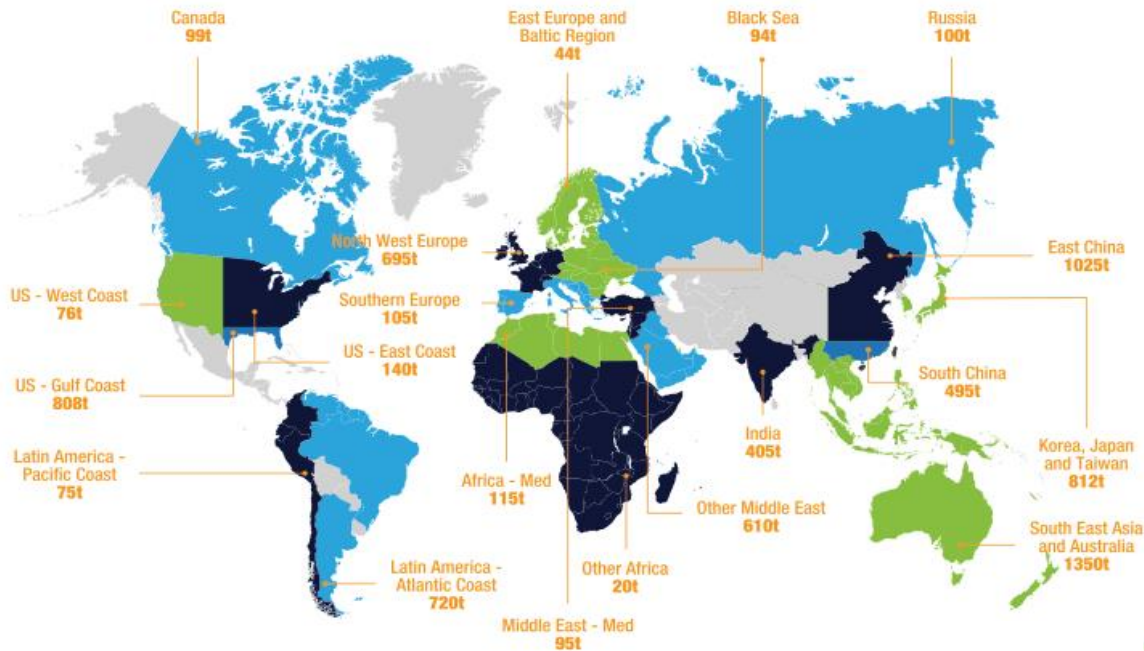 Canada
99t
East Europe and
Baltic Region
44t
Black Sea
94t
Russia
100t
North West Europe
695t
East China
1025t
US - West Coast
76t
Southern Europe
105t
US - East Coast
140t
US - Gulf Coast
808t
South China
495t
India
405t
Korea, Japan
and Taiwan
812t
Latin America -
Pacific Coast
75t
Africa - Med
115t
Other Middle East
610t
South East Asia
and Australia
1350t
Latin America -
Atlantic Coast
720t
Other Africa
20t
Middle East - Med
95t